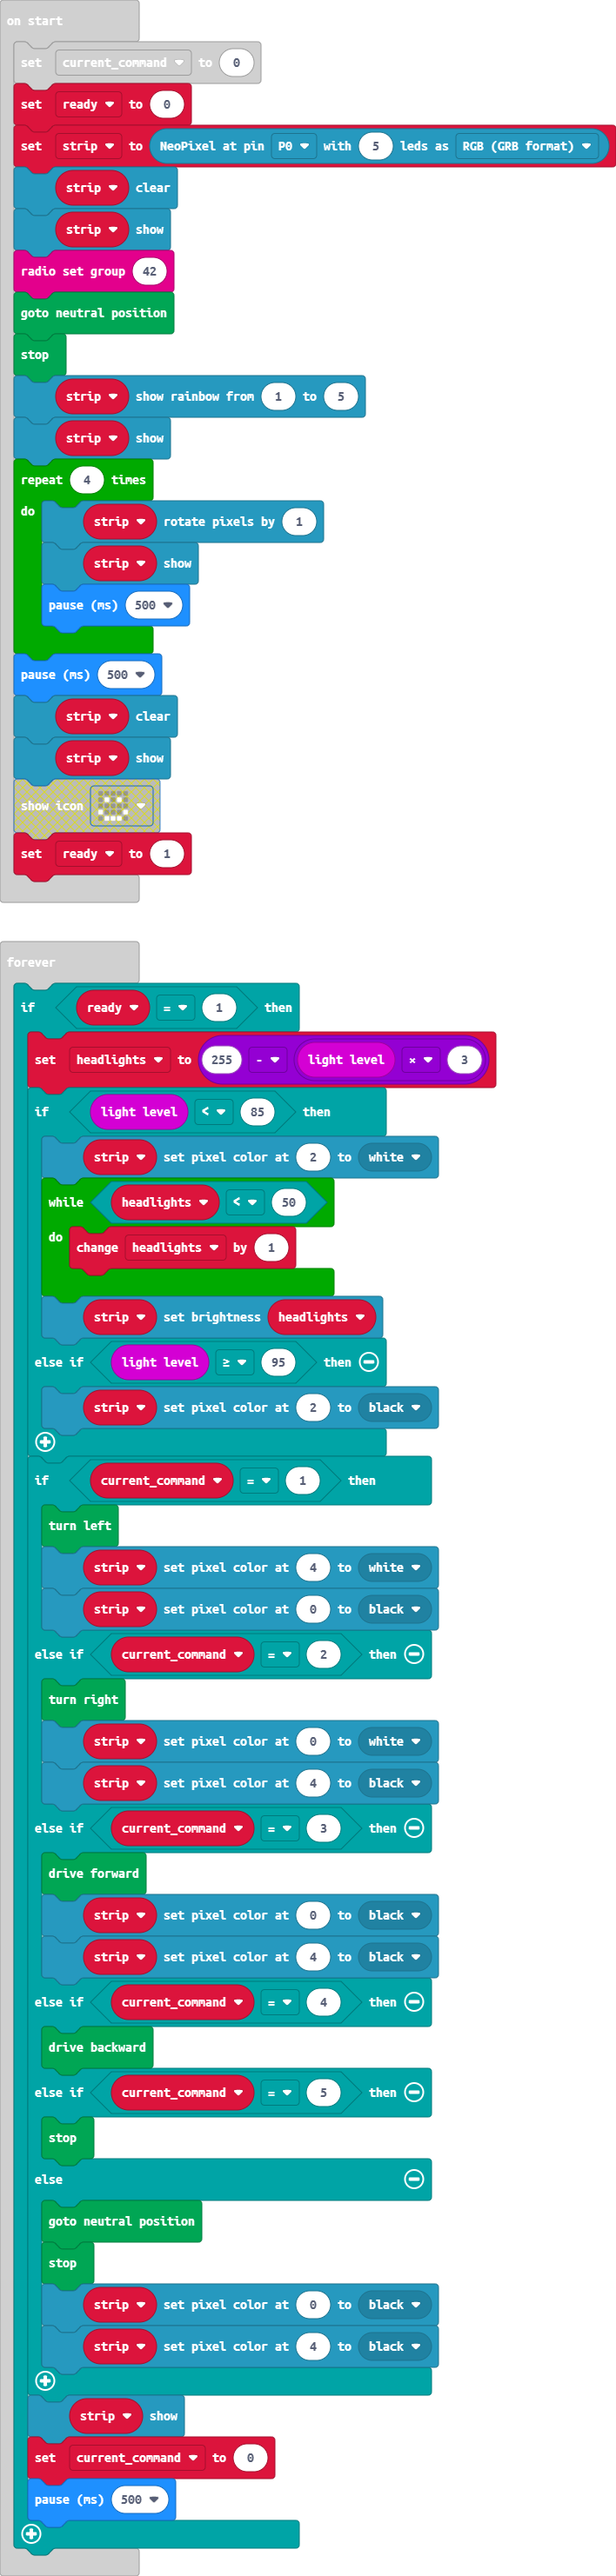 on start
set current_command to 0
set ready to 0
set strip to NeoPixel at pin P0 with 5 leds as RGB (GRB format)
strip clear
strip show
radio set group 42
goto neutral position
stop
strip show rainbow from 1 to 5
strip show
repeat 4 times
do strip rotate pixels by 1
strip show
pause (ms) 500
pause (ms) 500
strip clear
strip show
show icon
set ready to 1
forever
if ready = 1 then
set headlights to 255 - light level × 3
if light level < 85 then
strip set pixel color at 2 to white
while headlights < 50
do change headlights by 1
strip set brightness headlights
else if light level ≥ 95 then
strip set pixel color at 2 to black
if current_command = 1 then
turn left
strip set pixel color at 4 to white
strip set pixel color at 0 to black
else if current_command = 2 then
turn right
strip set pixel color at 0 to white
strip set pixel color at 4 to black
else if current_command = 3 then
drive forward
strip set pixel color at 0 to black
strip set pixel color at 4 to black
else if current_command = 4 then
drive backward
else if current_command = 5 then
stop
else
goto neutral position
stop
strip set pixel color at 0 to black
strip set pixel color at 4 to black
strip show
set current_command to 0
pause (ms) 500